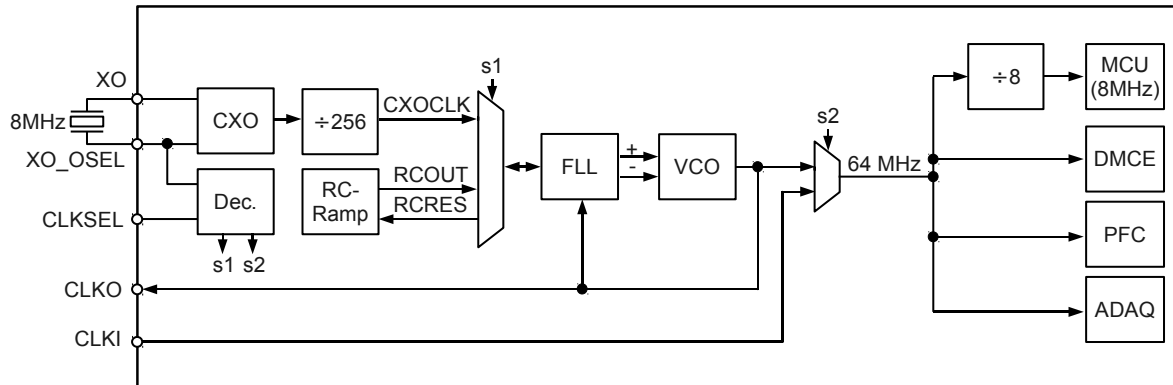 XO
8MHz
XO_OSEL
CLKSEL
CLKO
CLKI
CXO
÷256
CXOCLK
s1
Dec.
s1 s2
RC-
Ramp
RCOUT
RCRES
FLL
+
-
VCO
s2
64 MHz
÷8
MCU
(8MHz)
DMCE
PFC
ADAQ